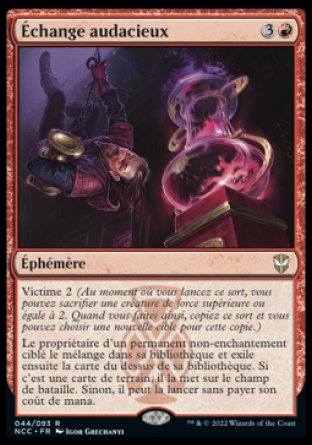 Échange audacieux
3
Éphémère
Victime 2 (Au moment où vous lancez ce sort, vous
pouvez sacrifier une créature de force supérieure ou
égale à 2. Quand vous faites ainsi, copiez ce sort et vous
pouvez choisir une nouvelle cible pour cette copie.)
Le propriétaire d'un permanent non-enchantement
ciblé le mélange dans sa bibliothèque et exile
ensuite la carte du dessus de sa bibliothèque. Si
c'est une carte de terrain, il la met sur le champ
de bataille. Sinon, il peut la lancer sans payer son
coût de mana.
044/093 R
NCC • FR Igor Grechanyi
™ & © 2022 Wizards of the Coast